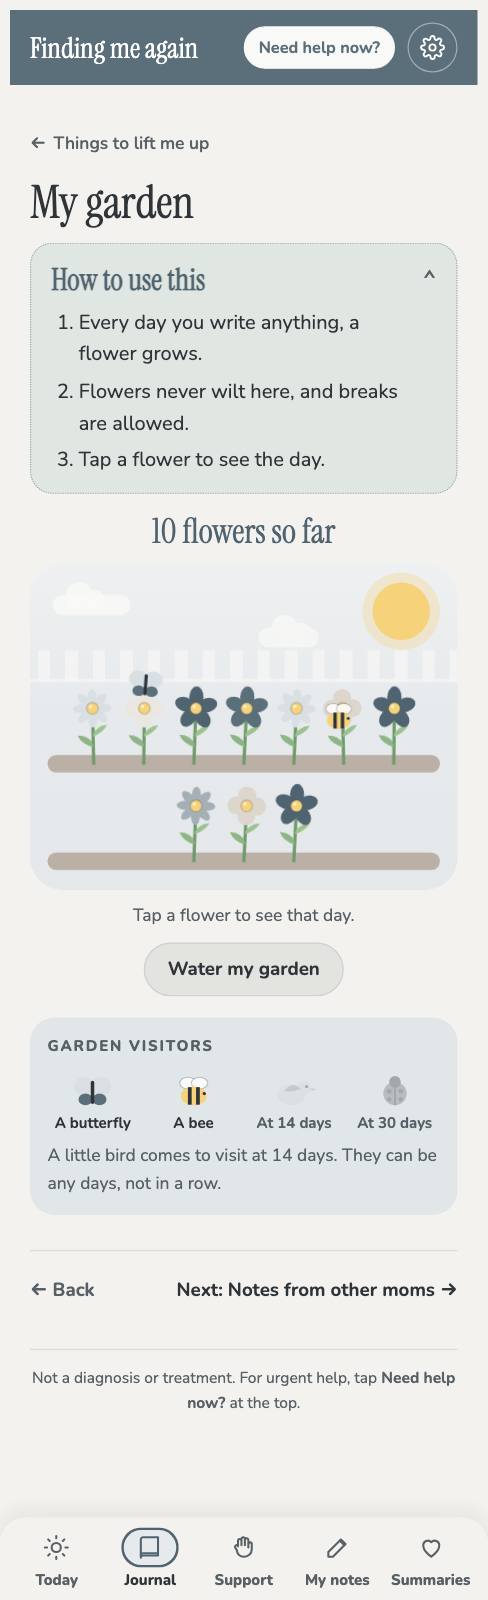 Finding me again
Need help now?
← Things to lift me up
My garden
How to use this
1. Every day you write anything, a
flower grows.
2. Flowers never wilt here, and breaks
are allowed.
3. Tap a flower to see the day.
10 flowers so far
Tap a flower to see that day.
Water my garden
GARDEN VISITORS
A butterfly
A bee
At 14 days
At 30 days
A little bird comes to visit at 14 days. They can be
any days, not in a row.
← Back
Next: Notes from other moms →
Not a diagnosis or treatment. For urgent help, tap Need help
now? at the top.
Today
Journal
Support
My notes
Summaries